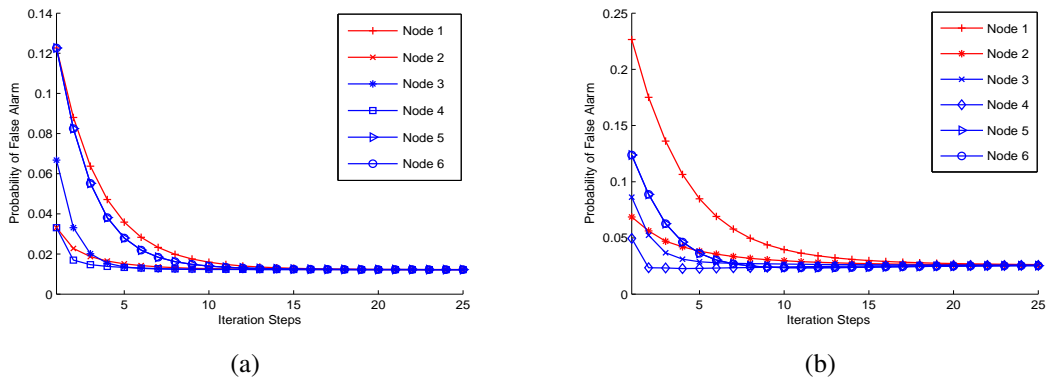 0.14
0.12
0.1
0.08
0.06
0.04
0.02
0
Probability of False Alarm
5
10
15
20
25
Iteration Steps
Node 1
Node 2
Node 3
Node 4
Node 5
Node 6
(a)
0.25
0.2
0.15
0.1
0.05
0
Probability of False Alarm
5
10
15
20
25
Iteration Steps
Node 1
Node 2
Node 3
Node 4
Node 5
Node 6
(b)